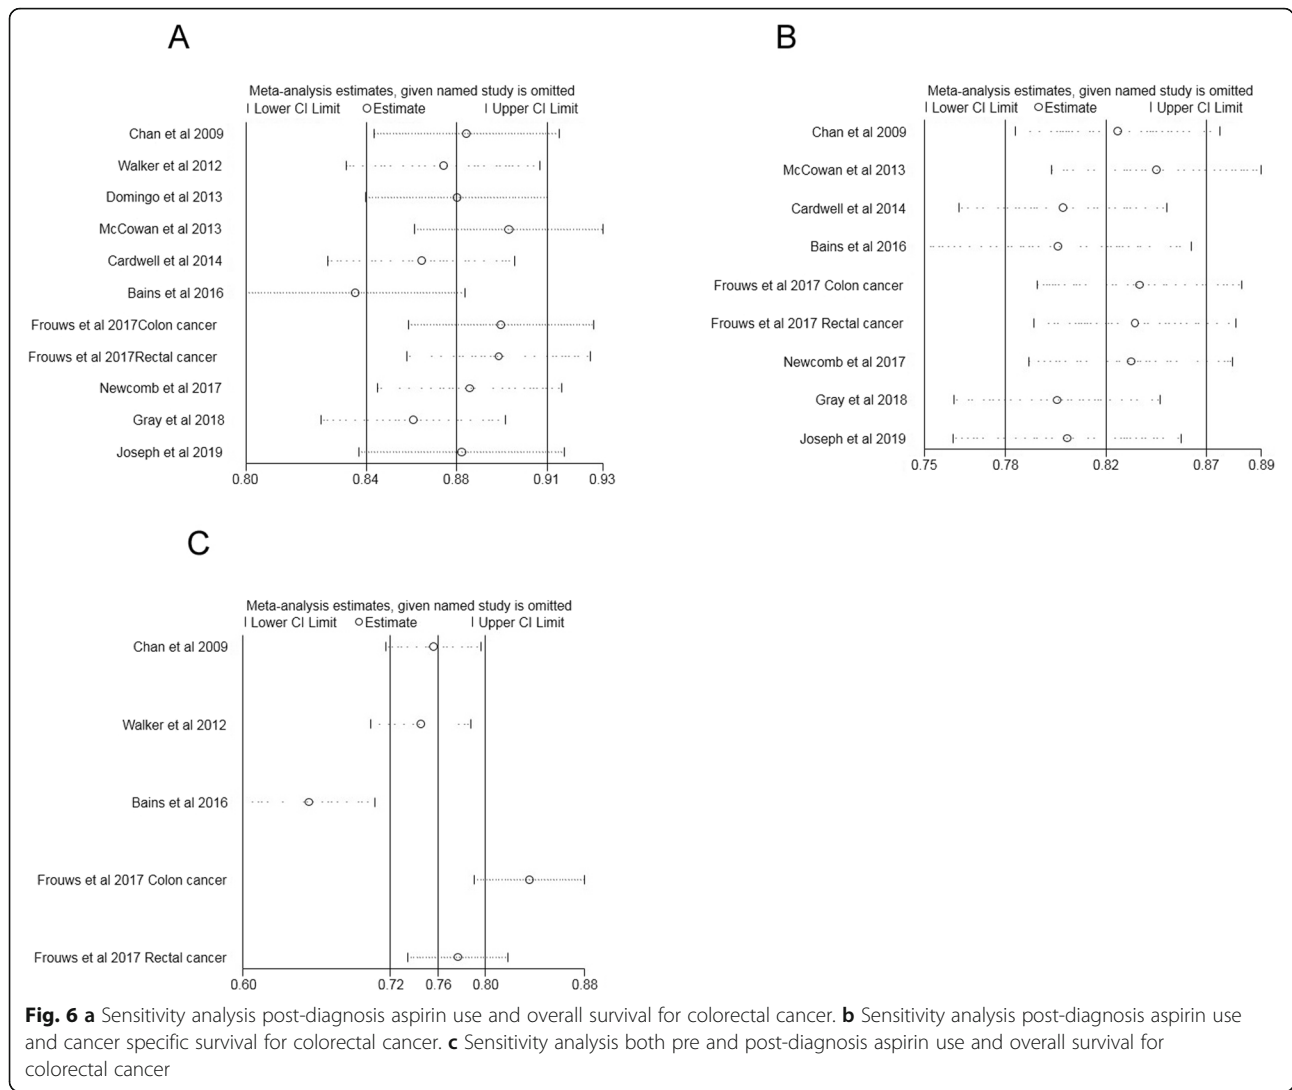 A
Meta-analysis estimates, given named study is omitted
| Lower CI Limit O Estimate | Upper CI Limit
Chan et al 2009
Walker et al 2012
Domingo et al 2013
McCowan et al 2013
Cardwell et al 2014
Bains et al 2016
Frouws et al 2017Colon cancer
Frouws et al 2017Rectal cancer
Newcomb et al 2017
Gray et al 2018
Joseph et al 2019
0.80 0.84 0.88 0.91 0.93
B
Meta-analysis estimates, given named study is omitted
| Lower CI Limit O Estimate | Upper CI Limit
Chan et al 2009
McCowan et al 2013
Cardwell et al 2014
Bains et al 2016
Frouws et al 2017 Colon cancer
Frouws et al 2017 Rectal cancer
Newcomb et al 2017
Gray et al 2018
Joseph et al 2019
0.75 0.78 0.82 0.87 0.89
C
Meta-analysis estimates, given named study is omitted
| Lower CI Limit O Estimate | Upper CI Limit
Chan et al 2009
Walker et al 2012
Bains et al 2016
Frouws et al 2017 Colon cancer
Frouws et al 2017 Rectal cancer
0.60 0.72 0.76 0.80 0.88
Fig. 6 a Sensitivity analysis post-diagnosis aspirin use and overall survival for colorectal cancer. b Sensitivity analysis post-diagnosis aspirin use
and cancer specific survival for colorectal cancer. c Sensitivity analysis both pre and post-diagnosis aspirin use and overall survival for
colorectal cancer